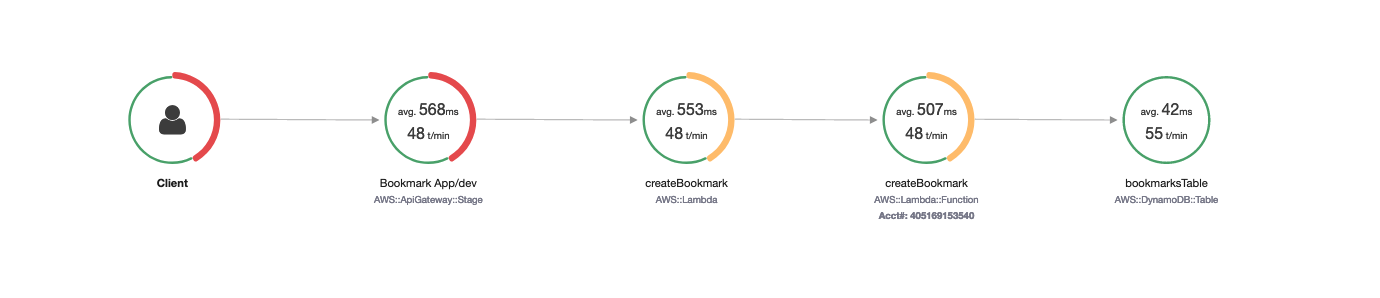 Client
avg. 568ms
48 t/min
Bookmark App/dev
AWS::ApiGateway::Stage
avg. 553ms
48 t/min
createBookmark
AWS::Lambda
avg. 507ms
48 t/min
createBookmark
AWS::Lambda::Function
Acct#: 405169153540
avg. 42ms
55 t/min
bookmarksTable
AWS::DynamoDB::Table